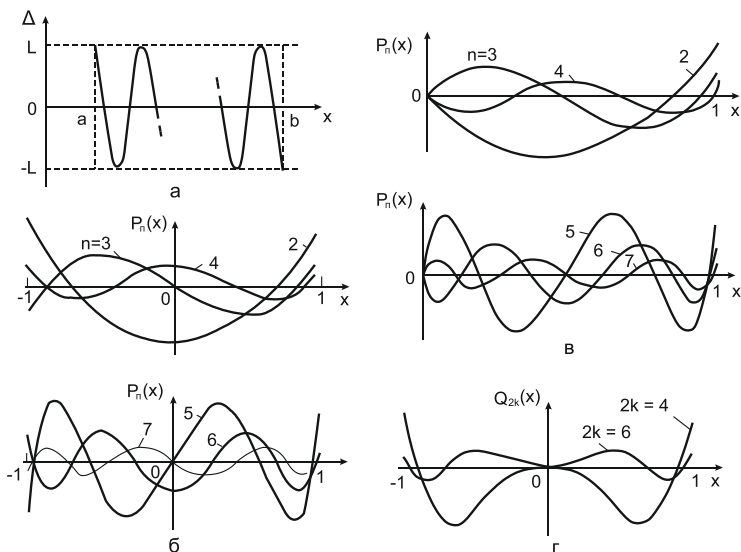 Δ
L
0
a
b
x
-L
а
Pₙ(x)
n=3
4
2
0
1
x
Pₙ(x)
n=3
4
2
-1
0
1
x
Pₙ(x)
5
6
7
0
1
x
в
Pₙ(x)
7
5
6
-1
0
1
x
б
Q₂ₖ(x)
2k = 4
2k = 6
-1
0
1
x
г